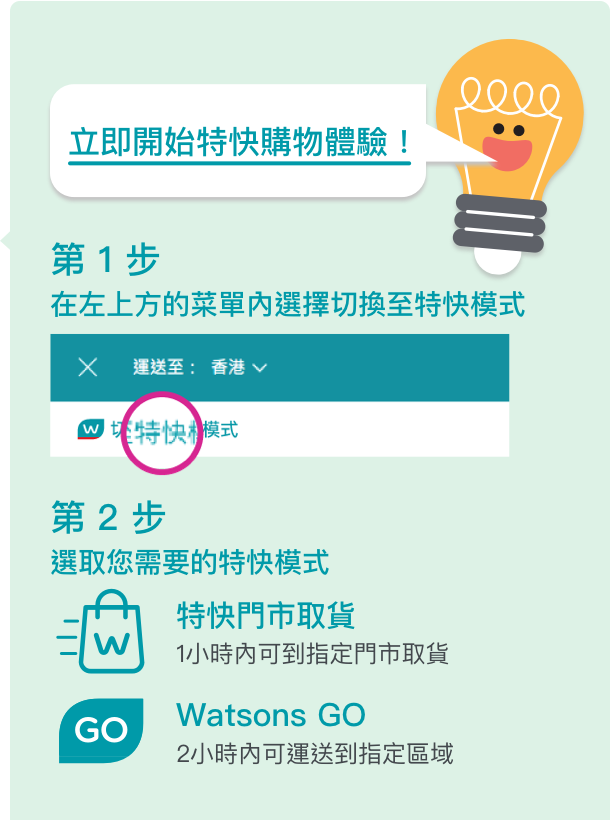 立即開始特快購物體驗！
第 1 步
在左上方的菜單內選擇切換至特快模式
運送至： 香港
W 切至特快模式
第 2 步
選取您需要的特快模式
W
特快門市取貨
1小時內可到指定門市取貨
GO
Watsons GO
2小時內可運送到指定區域